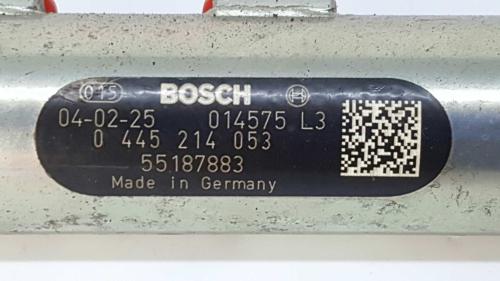 015 BOSCH
04-02-25 014575 L3
0 445 214 053
55187883
Made in Germany